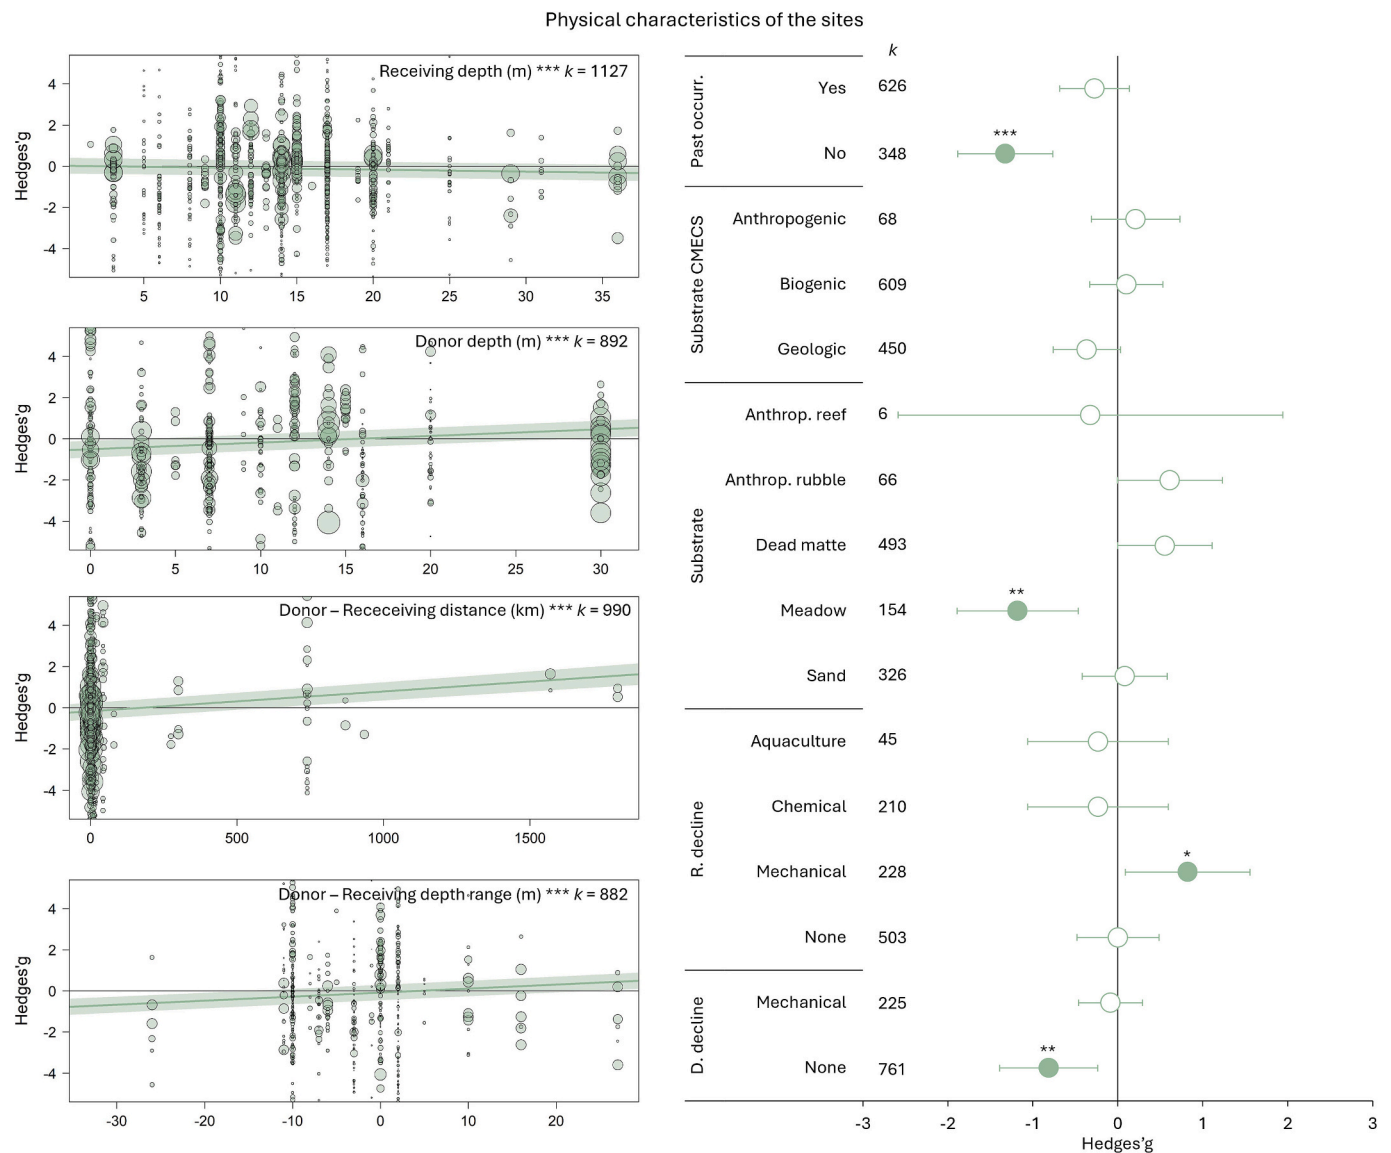 Physical characteristics of the sites
Receiving depth (m) *** k = 1127
Hedges'g
4
2
0
-2
-4
5 10 15 20 25 30 35
Donor depth (m) *** k = 892
Hedges'g
4
2
0
-2
-4
0 5 10 15 20 25 30
Donor – Receceiving distance (km) *** k = 990
Hedges'g
4
2
0
-2
-4
0 500 1000 1500
Donor – Receiving depth range (m) *** k = 882
Hedges'g
4
2
0
-2
-4
-30 -20 -10 0 10 20
k
Past occurr.
Yes 626
***
No 348
Substrate CMECS
Anthropogenic 68
Biogenic 609
Geologic 450
Substrate
Anthrop. reef 6
Anthrop. rubble 66
Dead matte 493
**
Meadow 154
Sand 326
R. decline
Aquaculture 45
Chemical 210
*
Mechanical 228
None 503
D. decline
Mechanical 225
**
None 761
-3 -2 -1 0 1 2 3
Hedges'g